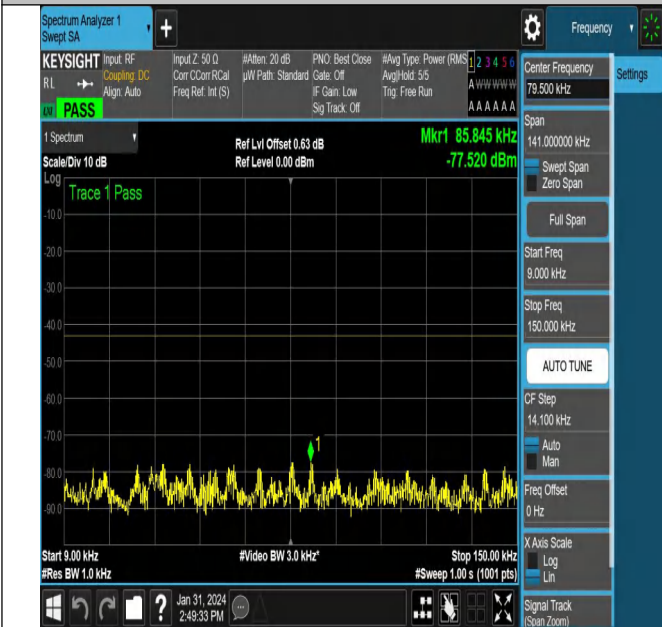 Spectrum Analyzer 1
Swept SA
+
Frequency
KEYSIGHT
RL
PASS
Input: RF
Coupling: DC
Align: Auto
Input Z: 50 Ω
Corr CCorr RCal
Freq Ref: Int (S)
#Atten: 20 dB
µW Path: Standard
PNO: Best Close
Gate: Off
IF Gain: Low
Sig Track: Off
#Avg Type: Power (RMS
Avg|Hold: 5/5
Trig: Free Run
1 2 3 4 5 6
A W W W W W
A A A A A A
1 Spectrum
Scale/Div 10 dB
Log
Ref Lvl Offset 0.63 dB
Ref Level 0.00 dBm
Mkr1 85.845 kHz
-77.520 dBm
Trace 1 Pass
-10.0
-20.0
-30.0
-40.0
-50.0
-60.0
-70.0
-80.0
-90.0
1
Start 9.00 kHz
#Res BW 1.0 kHz
#Video BW 3.0 kHz*
Stop 150.00 kHz
#Sweep 1.00 s (1001 pts)
Jan 31, 2024
2:49:33 PM
?
Center Frequency
79.500 kHz
Settings
Span
141.000000 kHz
Swept Span
Zero Span
Full Span
Start Freq
9.000 kHz
Stop Freq
150.000 kHz
AUTO TUNE
CF Step
14.100 kHz
Auto
Man
Freq Offset
0 Hz
X Axis Scale
Log
Lin
Signal Track
(Span Zoom)